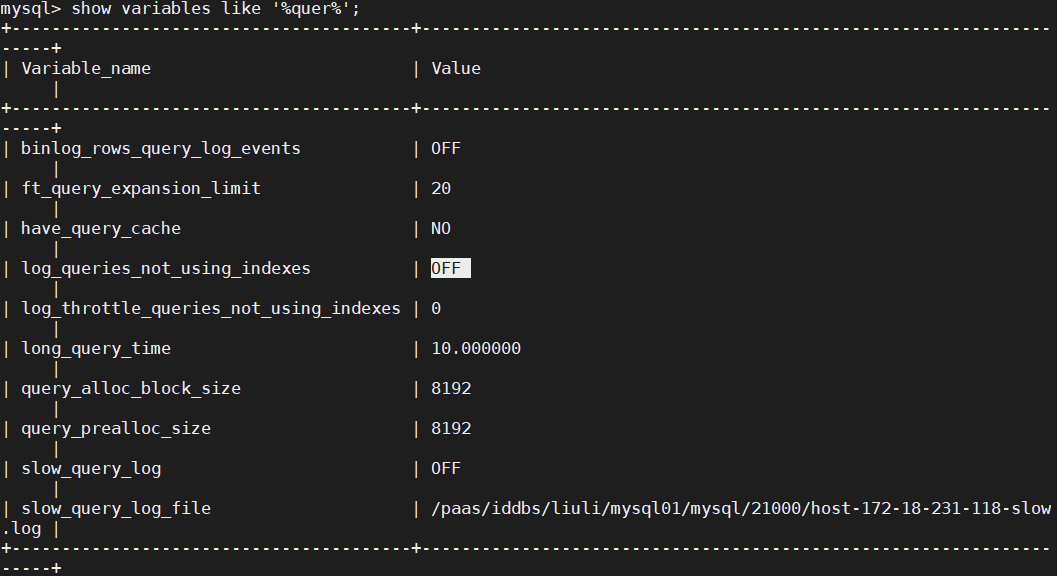 mysql> show variables like '%quer%';
+----------------------------------------+---------------------------------------------------------------
-----+
| Variable_name                          | Value
     |
+----------------------------------------+---------------------------------------------------------------
-----+
| binlog_rows_query_log_events           | OFF
     |
| ft_query_expansion_limit               | 20
     |
| have_query_cache                       | NO
     |
| log_queries_not_using_indexes          | OFF
     |
| log_throttle_queries_not_using_indexes | 0
     |
| long_query_time                        | 10.000000
     |
| query_alloc_block_size                 | 8192
     |
| query_prealloc_size                    | 8192
     |
| slow_query_log                         | OFF
     |
| slow_query_log_file                    | /paas/iddbs/liuli/mysql01/mysql/21000/host-172-18-231-118-slow
.log |
+----------------------------------------+---------------------------------------------------------------
-----+